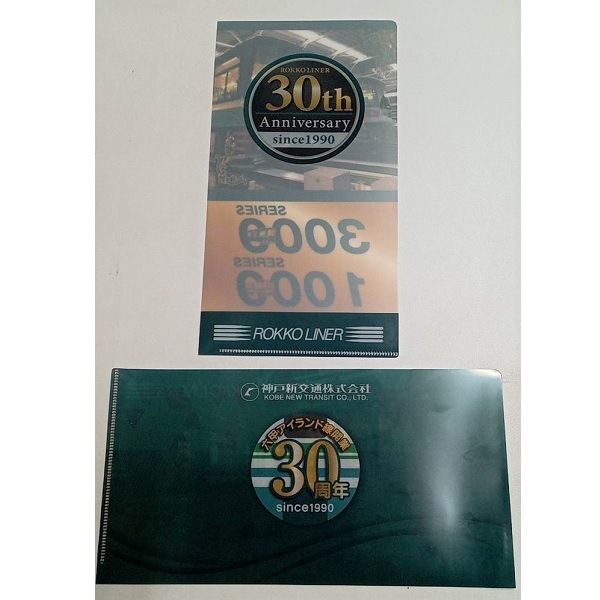 ROKKO LINER
30th
Anniversary
since1990
SERIES
3000
SERIES
1000
ROKKO LINER
神戸新交通株式会社
KOBE NEW TRANSIT CO., LTD.
六甲アイランド線開業
30
周年
since1990